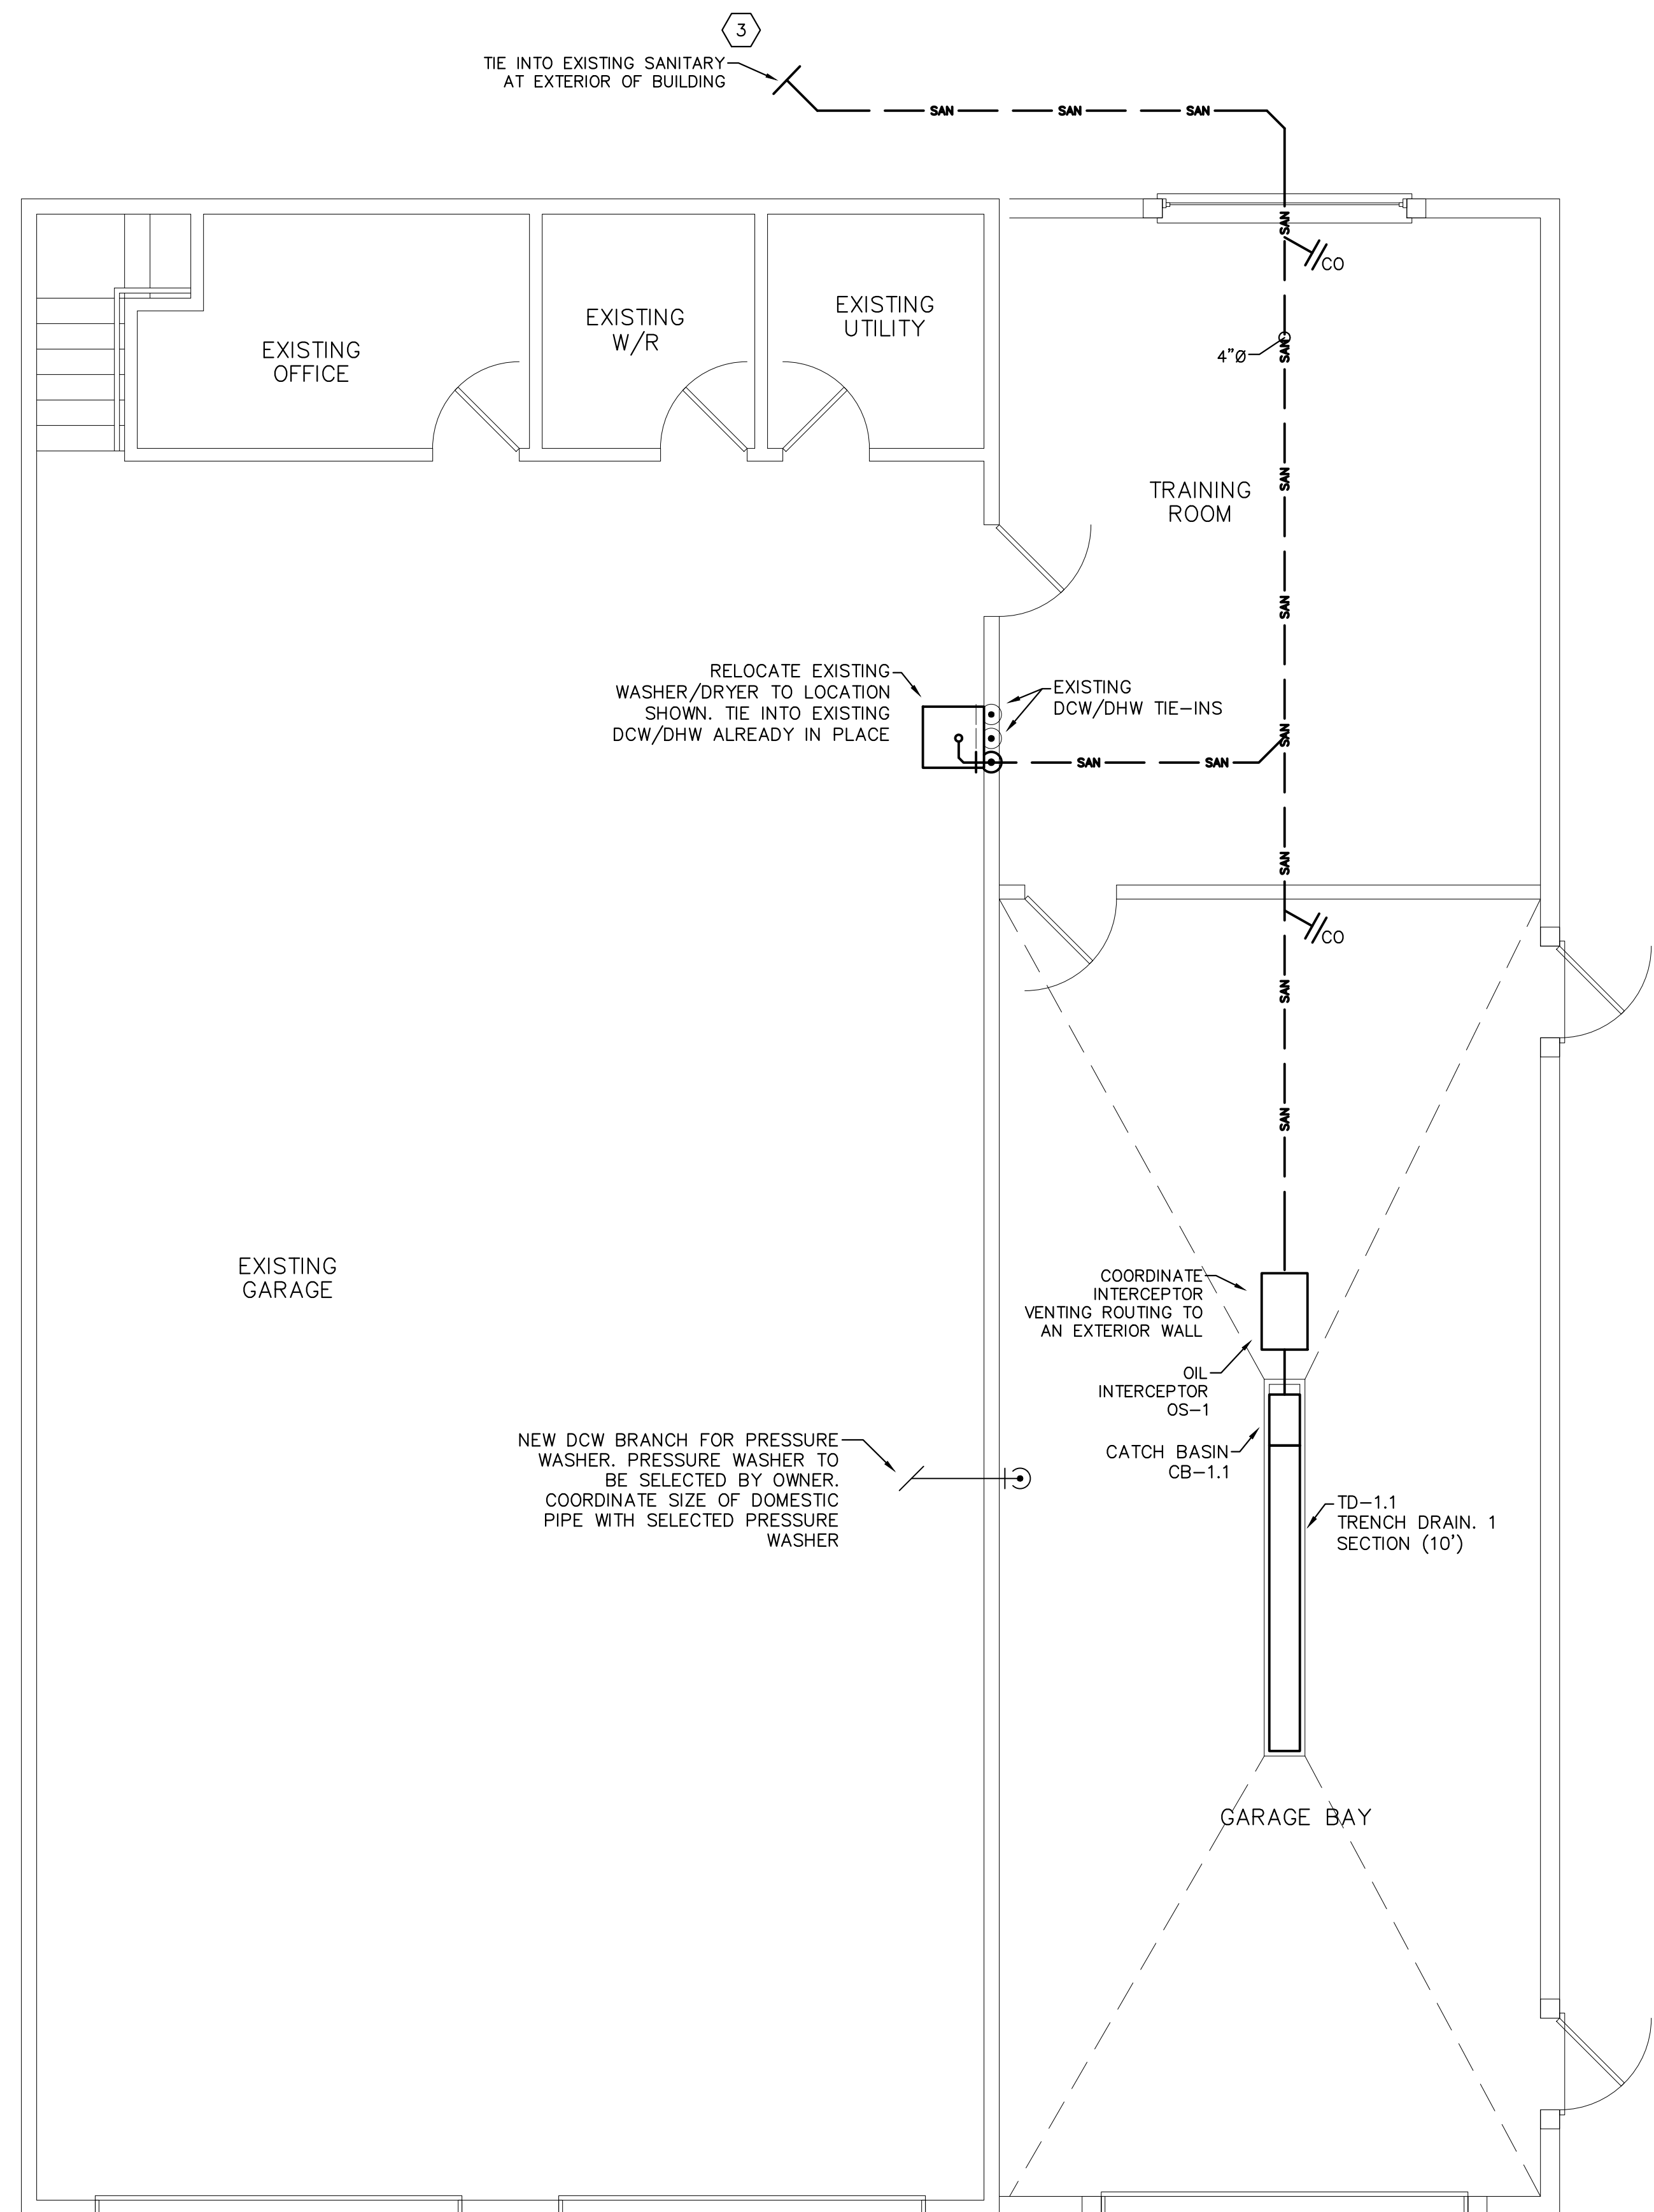 3
TIE INTO EXISTING SANITARY
AT EXTERIOR OF BUILDING
SAN
SAN
SAN
SAN
CO
EXISTING
OFFICE
EXISTING
W/R
EXISTING
UTILITY
4"Ø
SAN
SAN
TRAINING
ROOM
SAN
RELOCATE EXISTING
WASHER/DRYER TO LOCATION
SHOWN. TIE INTO EXISTING
DCW/DHW ALREADY IN PLACE
EXISTING
DCW/DHW TIE-INS
SAN
SAN
SAN
SAN
CO
SAN
SAN
EXISTING
GARAGE
COORDINATE
INTERCEPTOR
VENTING ROUTING TO
AN EXTERIOR WALL
OIL
INTERCEPTOR
OS-1
CATCH BASIN
CB-1.1
NEW DCW BRANCH FOR PRESSURE
WASHER. PRESSURE WASHER TO
BE SELECTED BY OWNER.
COORDINATE SIZE OF DOMESTIC
PIPE WITH SELECTED PRESSURE
WASHER
TD-1.1
TRENCH DRAIN. 1
SECTION (10')
GARAGE BAY